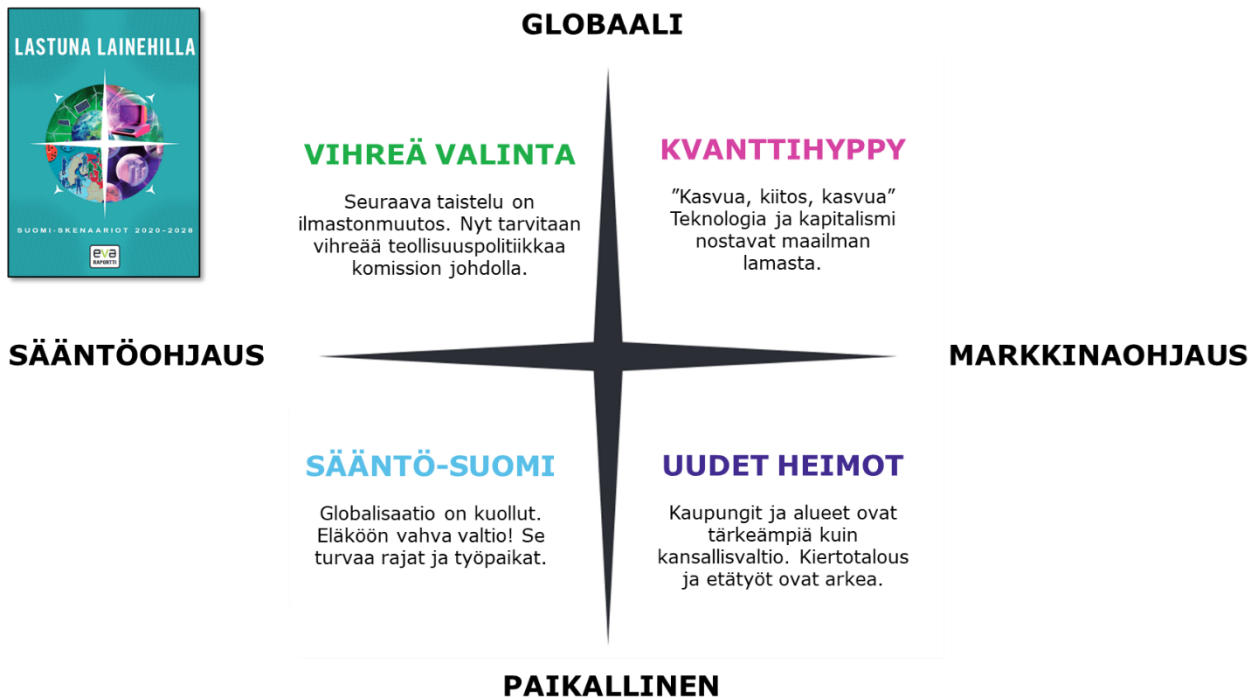 LASTUNA LAINEHILLA
SUOMI-SKENAARIOT 2020-2028
eva
RAPORTTI
GLOBAALI
VIHREÄ VALINTA
Seuraava taistelu on
ilmastonmuutos. Nyt tarvitaan
vihreää teollisuuspolitiikkaa
komission johdolla.
KVANTTIHYPPY
”Kasvua, kiitos, kasvua”
Teknologia ja kapitalismi
nostavat maailman
lamasta.
SÄÄNTÖOHJAUS
MARKKINAOHJAUS
SÄÄNTÖ-SUOMI
Globalisaatio on kuollut.
Eläköön vahva valtio! Se
turvaa rajat ja työpaikat.
UUDET HEIMOT
Kaupungit ja alueet ovat
tärkeämpiä kuin
kansallisvaltio. Kiertotalous
ja etätyöt ovat arkea.
PAIKALLINEN